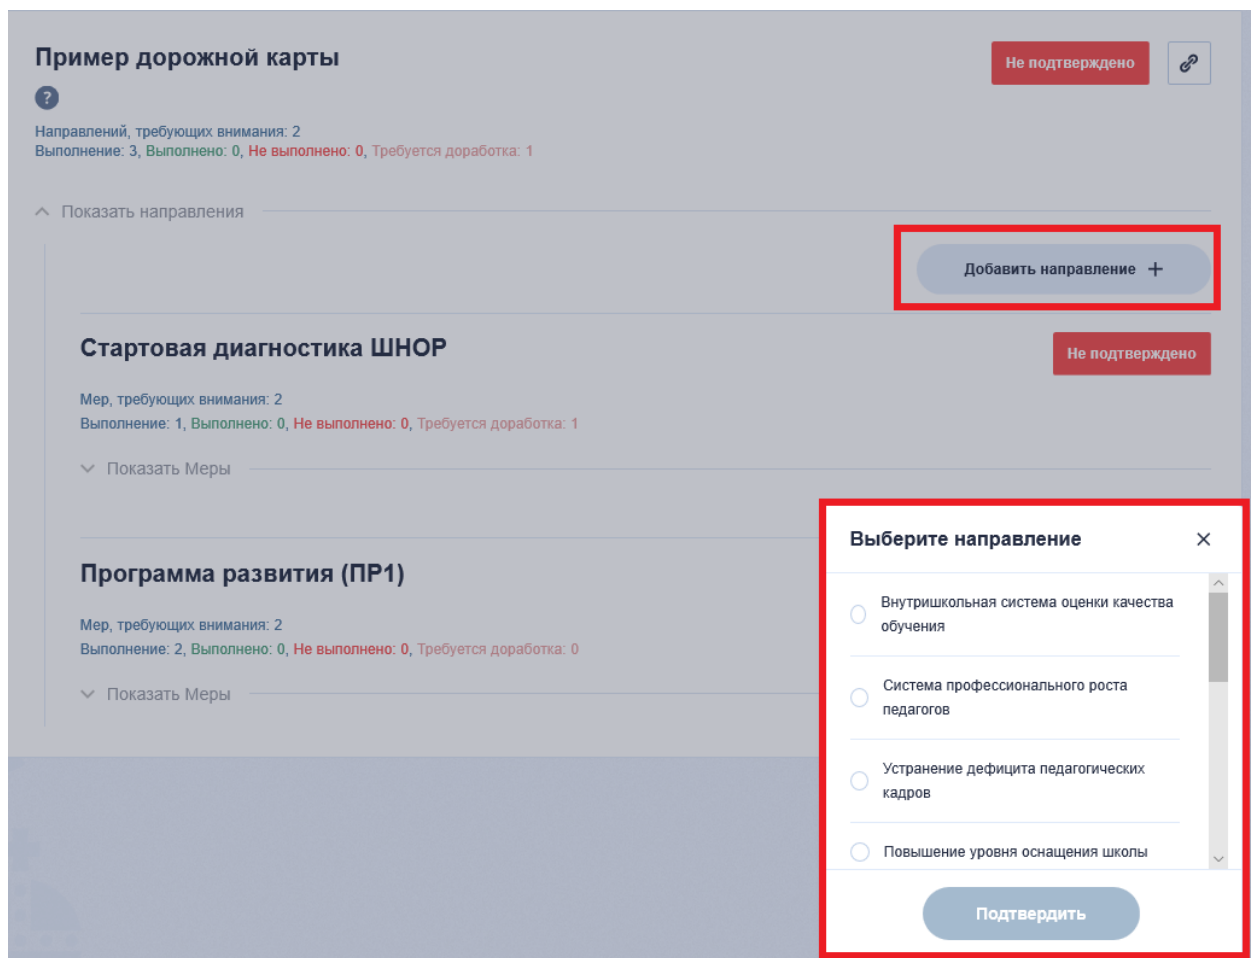 Пример дорожной карты
Не подтверждено
?
Направлений, требующих внимания: 2
Выполнение: 3, Выполнено: 0, Не выполнено: 0, Требуется доработка: 1
Показать направления
Добавить направление +
Стартовая диагностика ШНОР
Не подтверждено
Мер, требующих внимания: 2
Выполнение: 1, Выполнено: 0, Не выполнено: 0, Требуется доработка: 1
Показать Меры
Программа развития (ПР1)
Мер, требующих внимания: 2
Выполнение: 2, Выполнено: 0, Не выполнено: 0, Требуется доработка: 0
Показать Меры
Выберите направление
Внутришкольная система оценки качества
обучения
Система профессионального роста
педагогов
Устранение дефицита педагогических
кадров
Повышение уровня оснащения школы
Подтвердить